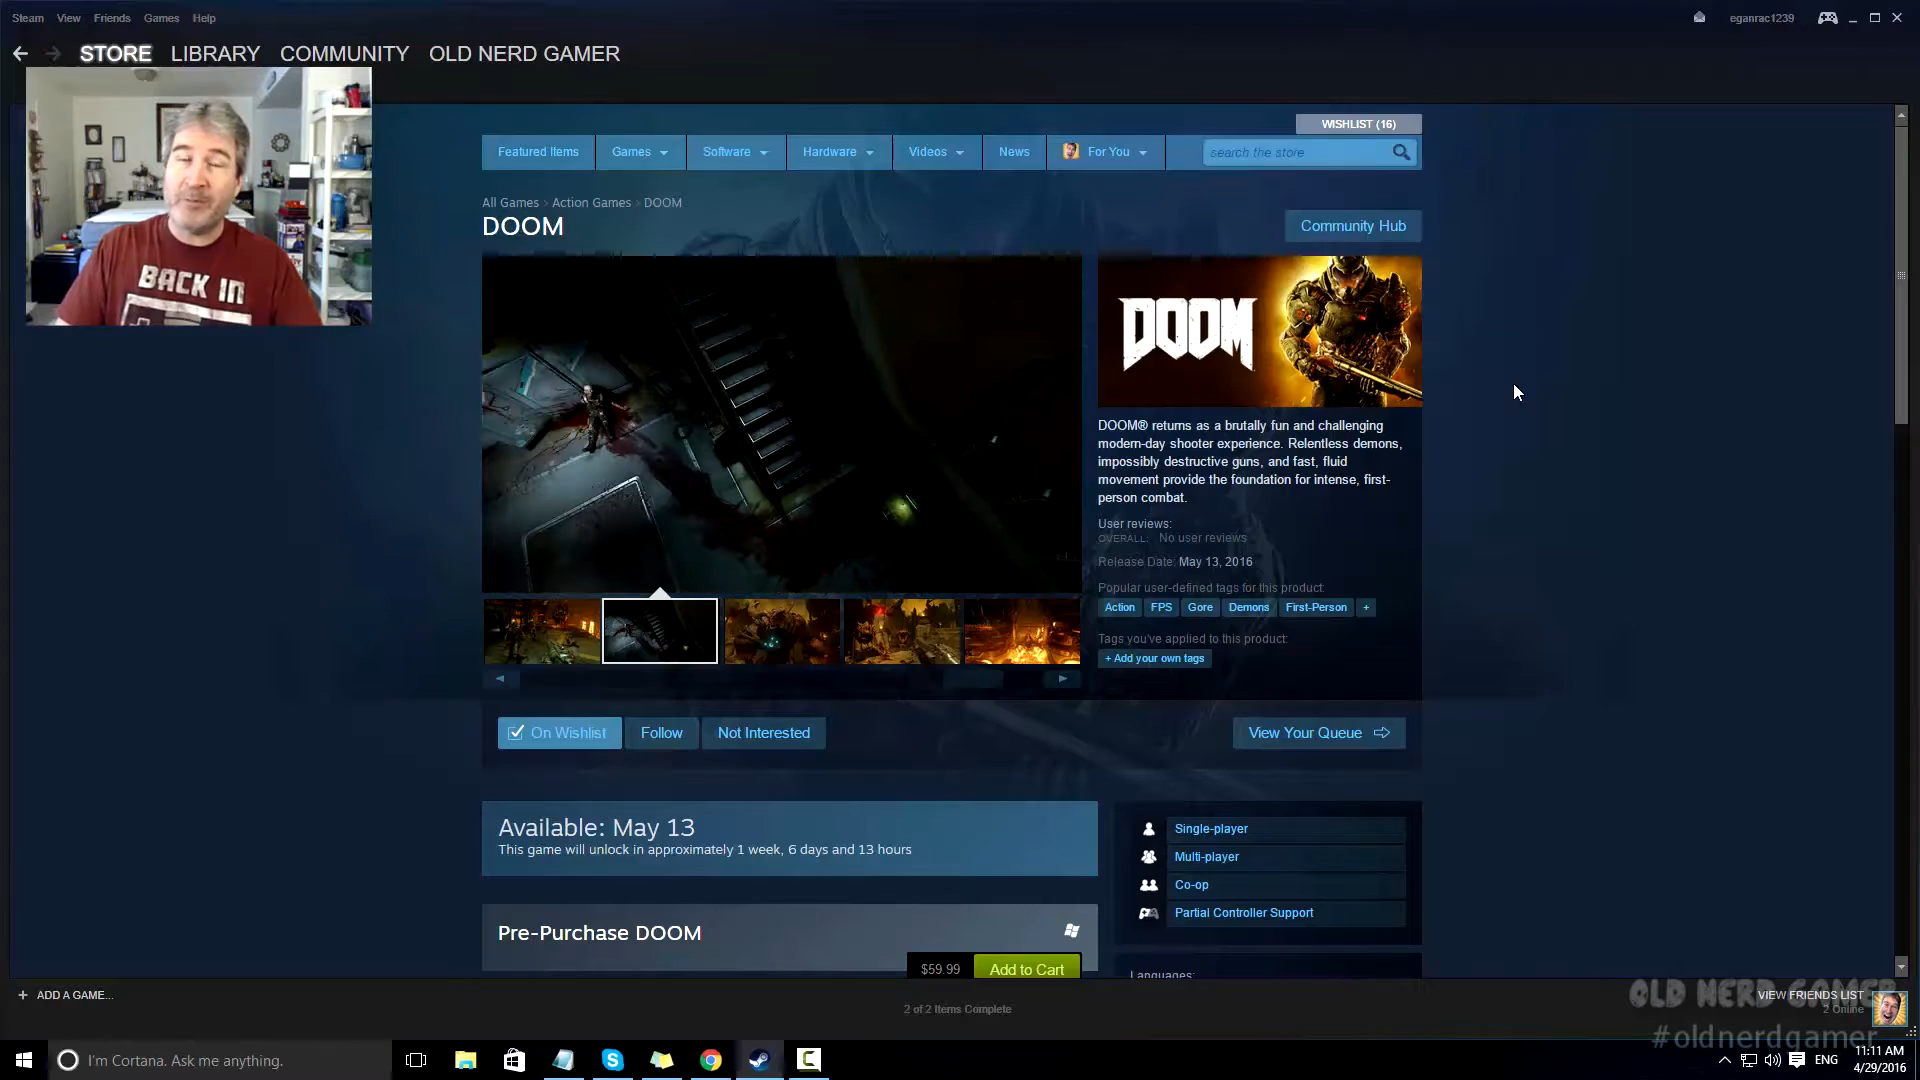 Steam View Friends Games Help
eganrac1239
STORE LIBRARY COMMUNITY OLD NERD GAMER
BACK IN
WISHLIST (16)
Featured Items Games Software Hardware Videos News For You search the store
All Games > Action Games > DOOM
DOOM
Community Hub
DOOM
DOOM® returns as a brutally fun and challenging
modern-day shooter experience. Relentless demons,
impossibly destructive guns, and fast, fluid
movement provide the foundation for intense, first-
person combat.
User reviews:
OVERALL: No user reviews
Release Date: May 13, 2016
Popular user-defined tags for this product:
Action FPS Gore Demons First-Person +
Tags you've applied to this product:
+ Add your own tags
On Wishlist Follow Not Interested View Your Queue
Available: May 13
This game will unlock in approximately 1 week, 6 days and 13 hours
Single-player
Multi-player
Co-op
Partial Controller Support
Pre-Purchase DOOM
$59.99 Add to Cart
Languages:
+ ADD A GAME...
2 of 2 Items Complete
VIEW FRIENDS LIST
2 Online
OLD NERD GAMER
#oldnerdgamer
I'm Cortana. Ask me anything.
ENG
11:11 AM
4/29/2016